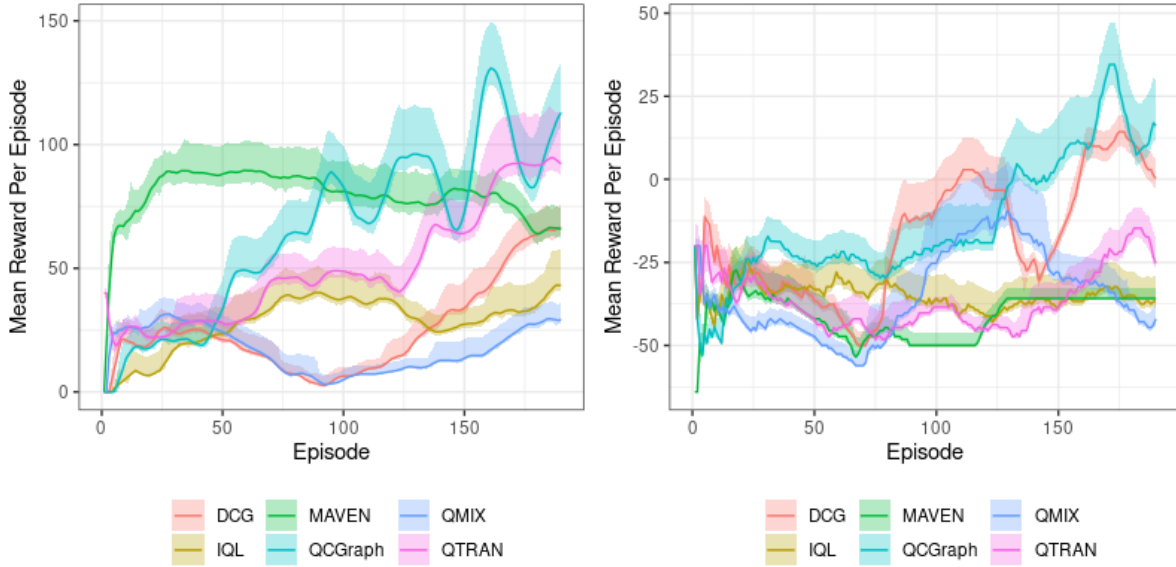 Mean Reward Per Episode
150
100
50
0
0 50 100 150
Episode
DCG MAVEN QMIX
IQL QCGraph QTRAN
Mean Reward Per Episode
50
25
0
-25
-50
0 50 100 150
Episode
DCG MAVEN QMIX
IQL QCGraph QTRAN